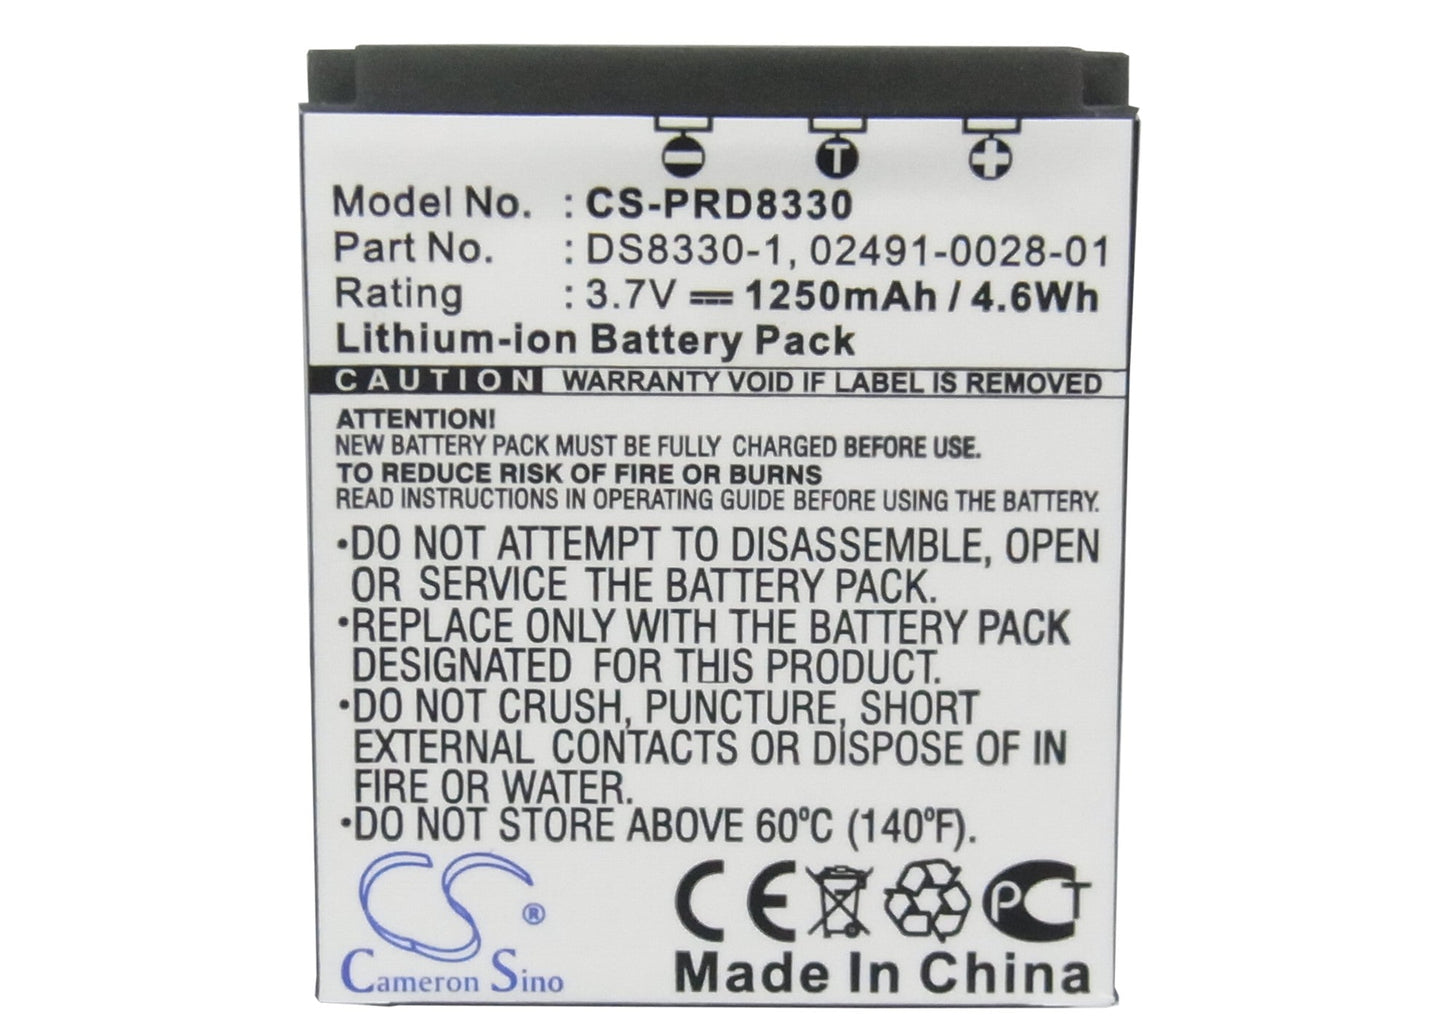 − T +
Model No. : CS-PRD8330
Part No. : DS8330-1, 02491-0028-01
Rating : 3.7V ⎓ 1250mAh / 4.6Wh
Lithium-ion Battery Pack
CAUTION WARRANTY VOID IF LABEL IS REMOVED
ATTENTION!
NEW BATTERY PACK MUST BE FULLY CHARGED BEFORE USE.
TO REDUCE RISK OF FIRE OR BURNS
READ INSTRUCTIONS IN OPERATING GUIDE BEFORE USING THE BATTERY.
•DO NOT ATTEMPT TO DISASSEMBLE, OPEN
OR SERVICE THE BATTERY PACK.
•REPLACE ONLY WITH THE BATTERY PACK
DESIGNATED FOR THIS PRODUCT.
•DO NOT CRUSH, PUNCTURE, SHORT
EXTERNAL CONTACTS OR DISPOSE OF IN
FIRE OR WATER.
•DO NOT STORE ABOVE 60ºC (140ºF).
CS ®
Cameron Sino
CE PCT
Made In China